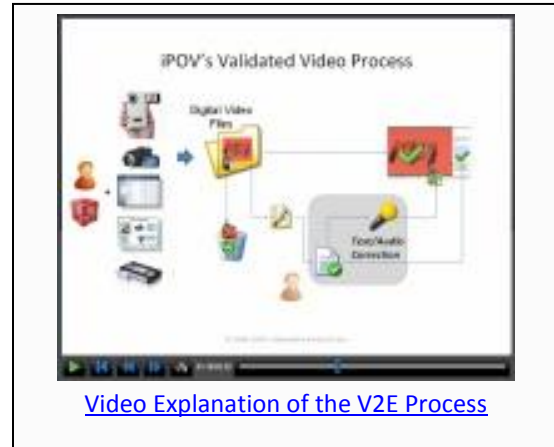 iPOV's Validated Video Process
Digital Video
Files
Text/Audio
Correction
Video Explanation of the V2E Process